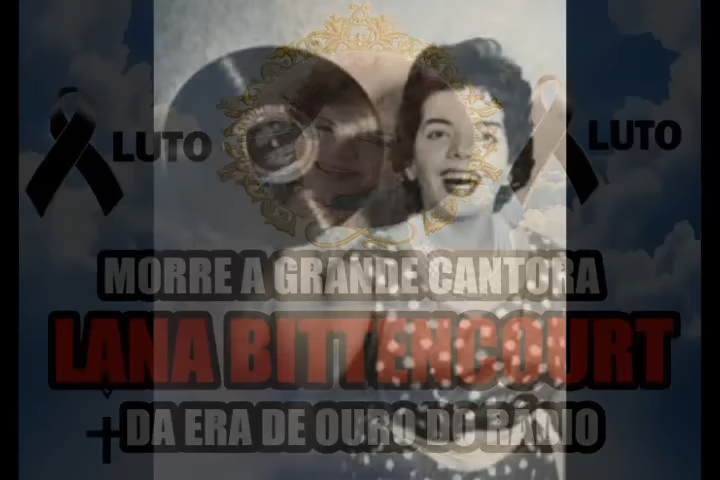 LUTO
LUTO
MORRE A GRANDE CANTORA
LANA BITTENCOURT
DA ERA DE OURO DO RÁDIO